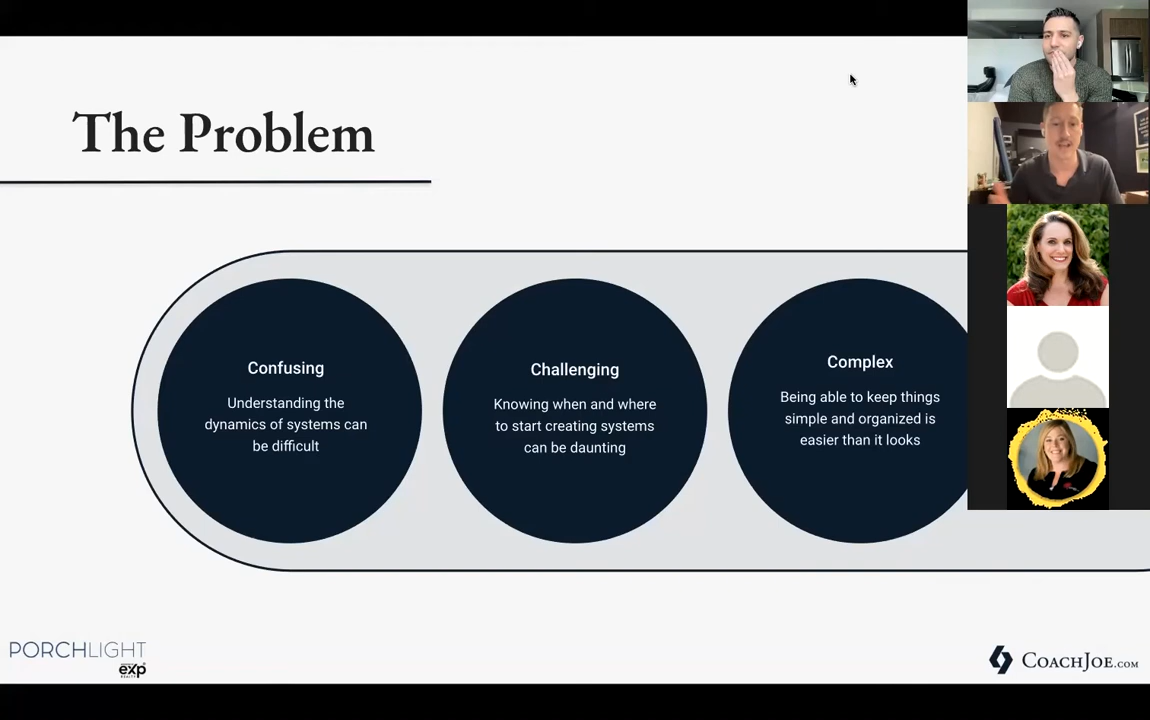 The Problem
Confusing
Understanding the
dynamics of systems can
be difficult
Challenging
Knowing when and where
to start creating systems
can be daunting
Complex
Being able to keep things
simple and organized is
easier than it looks
PORCHLIGHT
exp
REALTY
COACHJOE.COM